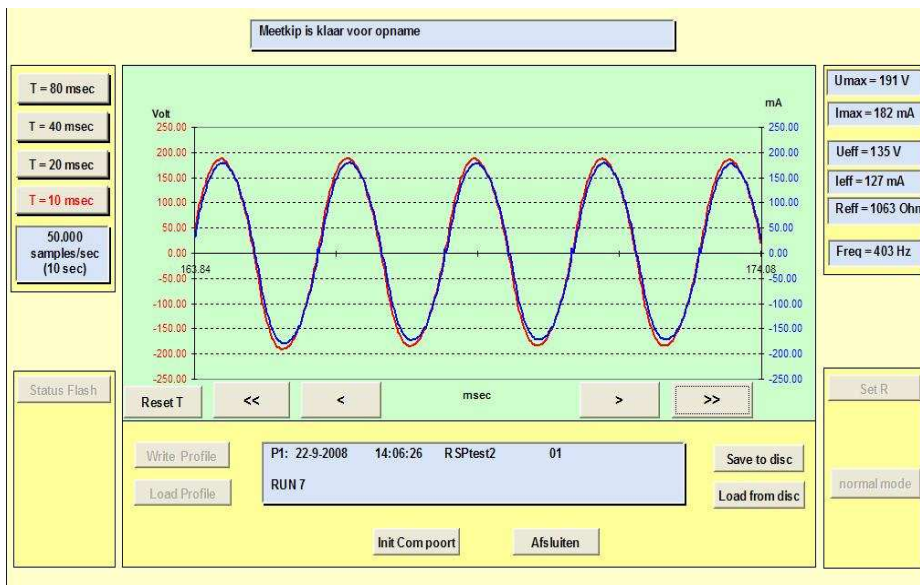 Meetkip is klaar voor opname
T = 80 msec
T = 40 msec
T = 20 msec
T = 10 msec
50.000
samples/sec
(10 sec)
Status Flash
Volt
mA
250.00
200.00
150.00
100.00
50.00
0.00
-50.00
-100.00
-150.00
-200.00
-250.00
163.84
174.08
250.00
200.00
150.00
100.00
50.00
0.00
-50.00
-100.00
-150.00
-200.00
-250.00
Reset T
<<
<
msec
>
>>
Umax = 191 V
Imax = 182 mA
Ueff = 135 V
Ieff = 127 mA
Reff = 1063 Ohm
Freq = 403 Hz
Set R
normal mode
Write Profile
Load Profile
P1: 22-9-2008 14:06:26 RSPtest2 01
RUN 7
Save to disc
Load from disc
Init Com poort
Afsluiten